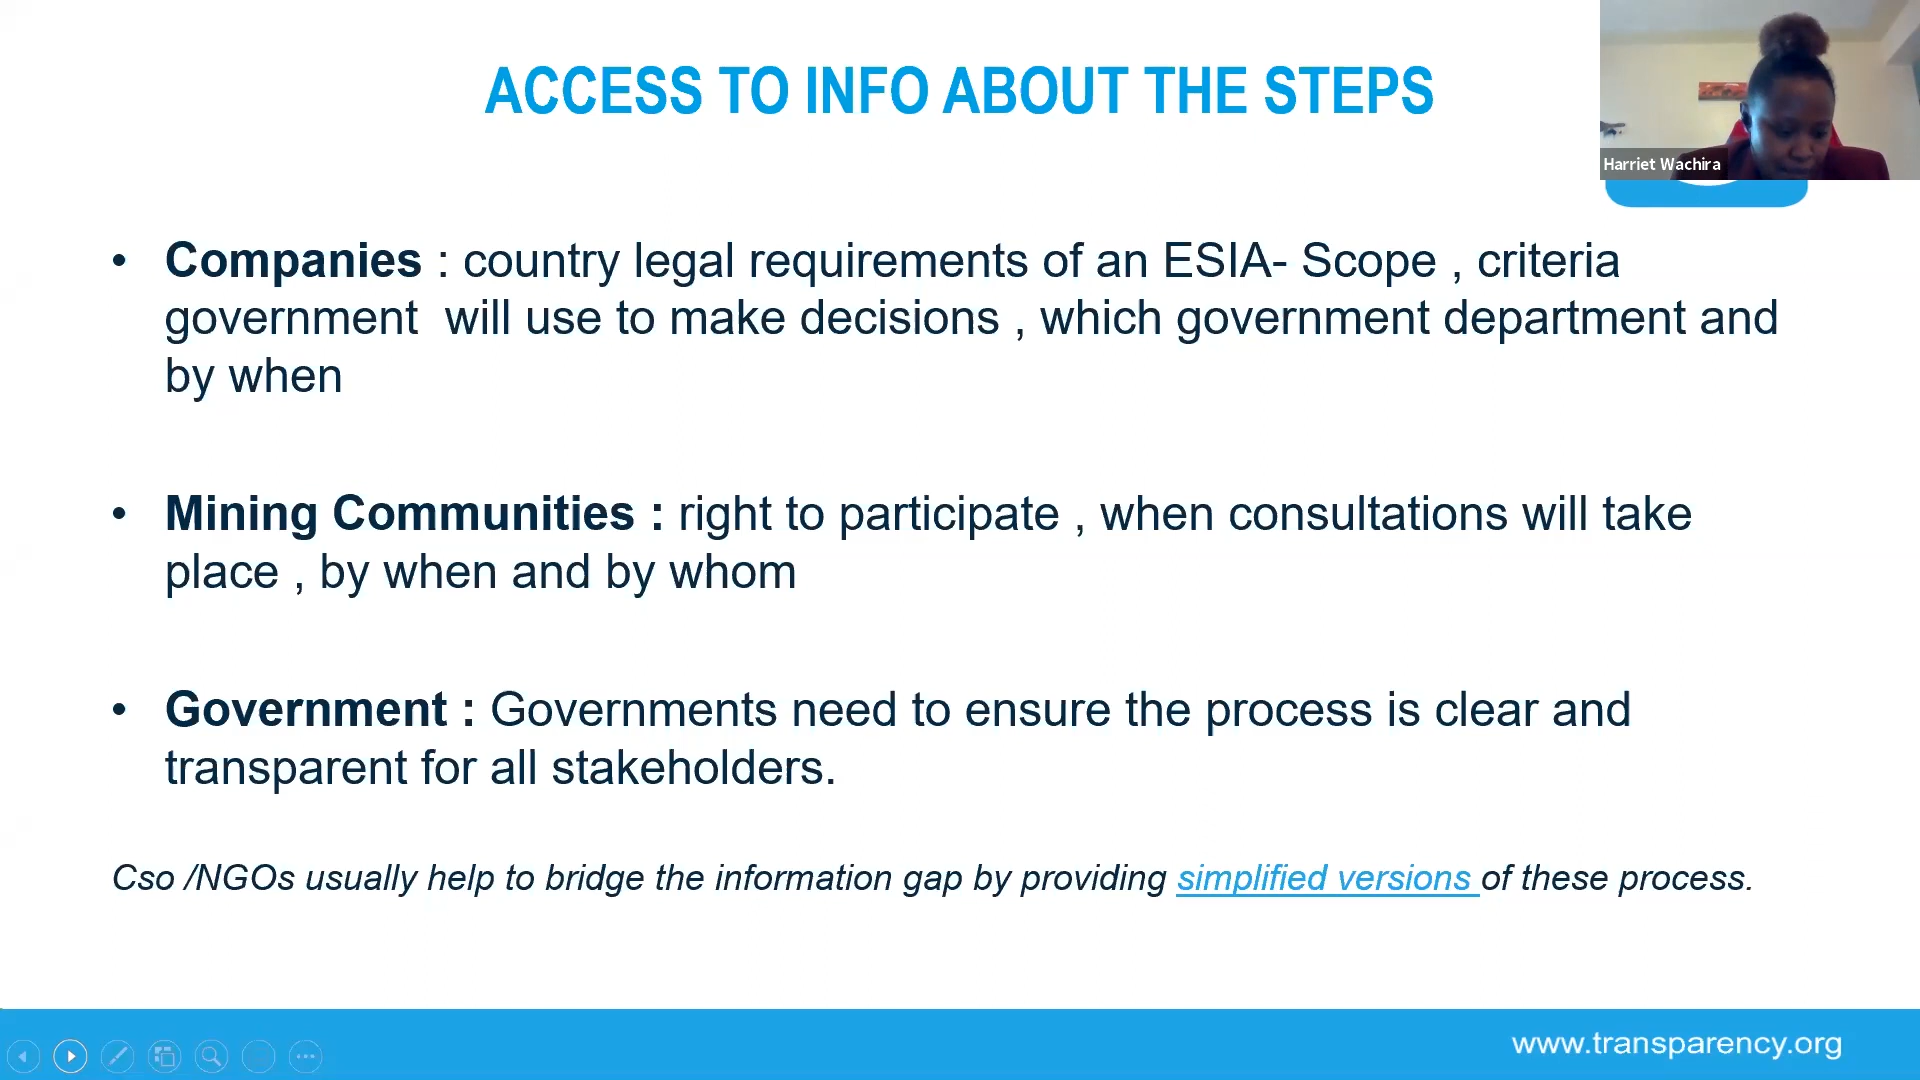 ACCESS TO INFO ABOUT THE STEPS
Harriet Wachira
• Companies : country legal requirements of an ESIA- Scope , criteria
government  will use to make decisions , which government department and
by when
• Mining Communities : right to participate , when consultations will take
place , by when and by whom
• Government : Governments need to ensure the process is clear and
transparent for all stakeholders.
Cso /NGOs usually help to bridge the information gap by providing simplified versions of these process.
www.transparency.org